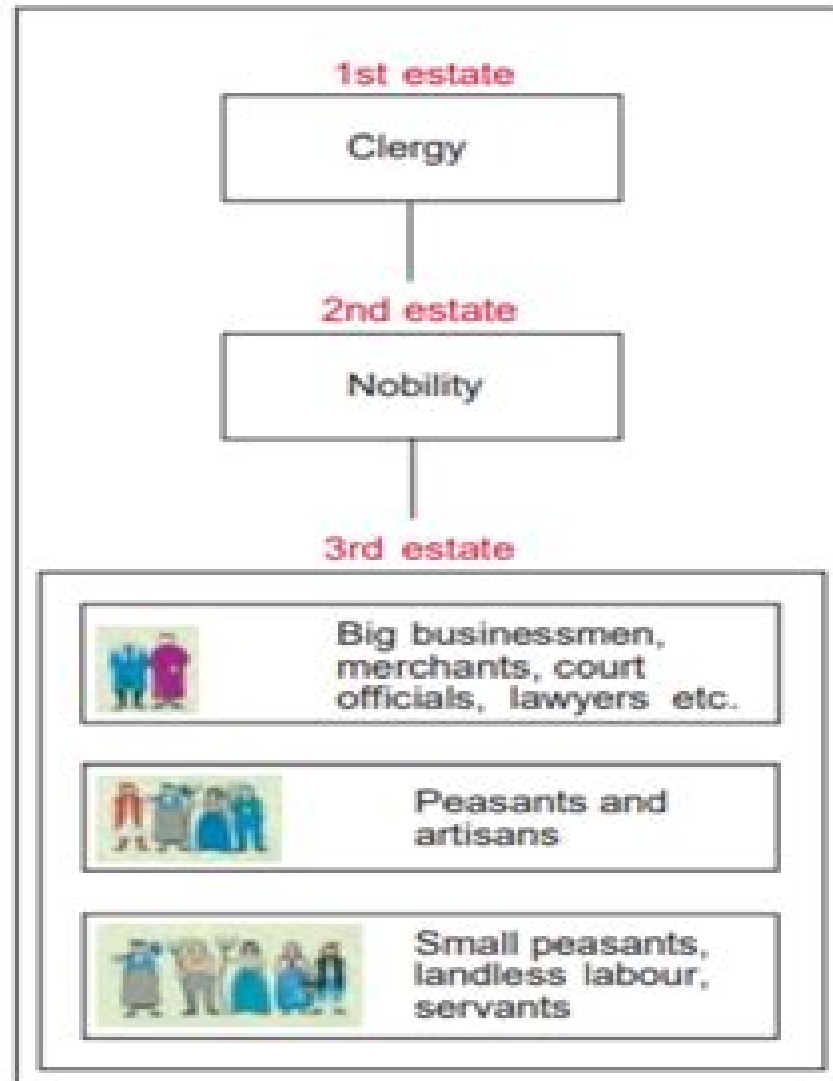 1st estate
Clergy
2nd estate
Nobility
3rd estate
Big businessmen,
merchants, court
officials, lawyers etc.
Peasants and
artisans
Small peasants,
landless labour,
servants